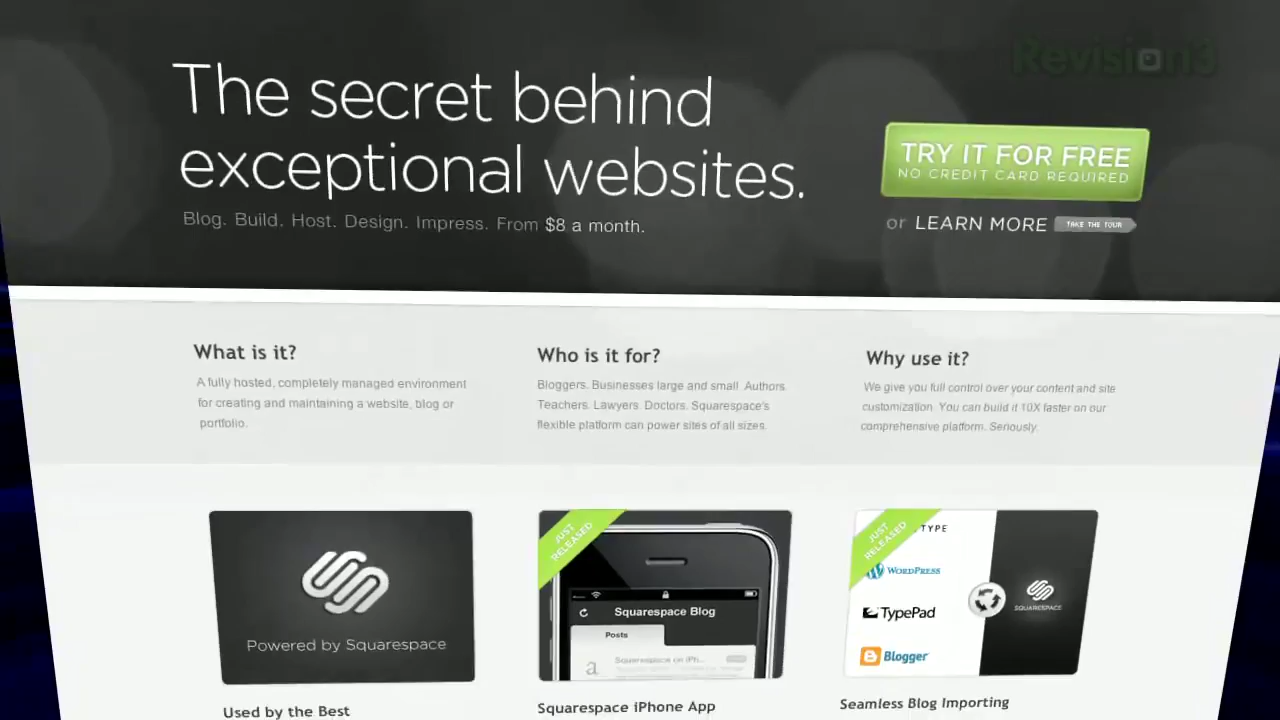 Revision3
The secret behind
exceptional websites.
Blog. Build. Host. Design. Impress. From $8 a month.
TRY IT FOR FREE
NO CREDIT CARD REQUIRED
or LEARN MORE TAKE THE TOUR
What is it?
A fully hosted, completely managed environment
for creating and maintaining a website, blog or
portfolio.
Who is it for?
Bloggers. Businesses large and small. Authors.
Teachers. Lawyers. Doctors. Squarespace's
flexible platform can power sites of all sizes.
Why use it?
We give you full control over your content and site
customization. You can build it 10X faster on our
comprehensive platform. Seriously.
Powered by Squarespace
Used by the Best
JUST
RELEASED
Squarespace Blog
Posts
a
Squarespace on iPh...
Squarespace iPhone App
JUST
RELEASED
TYPE
WORDPRESS
TypePad
Blogger
SQUARESPACE
Seamless Blog Importing